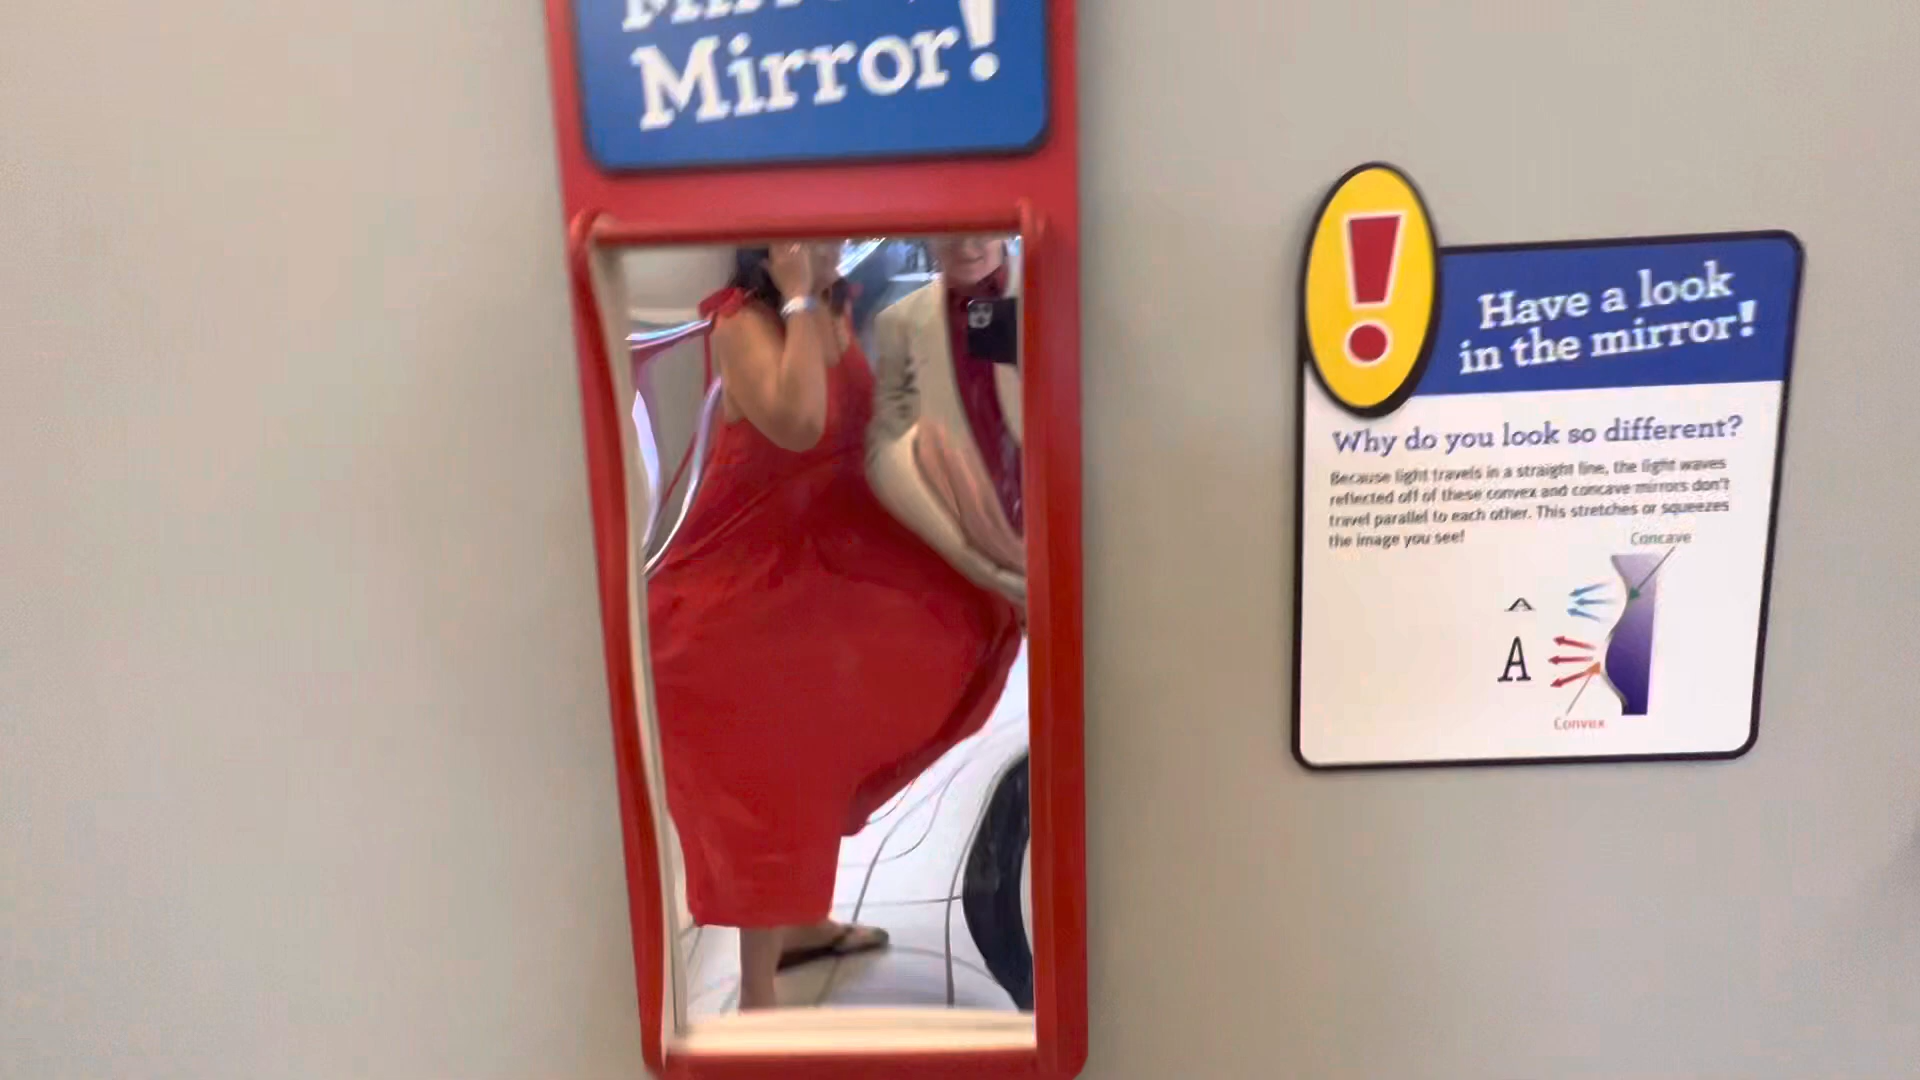 Mirror!
Have a look
in the mirror!
Why do you look so different?
Because light travels in a straight line, the light waves
reflected off of these convex and concave mirrors don't
travel parallel to each other. This stretches or squeezes
the image you see!
Concave
A
A
Convex